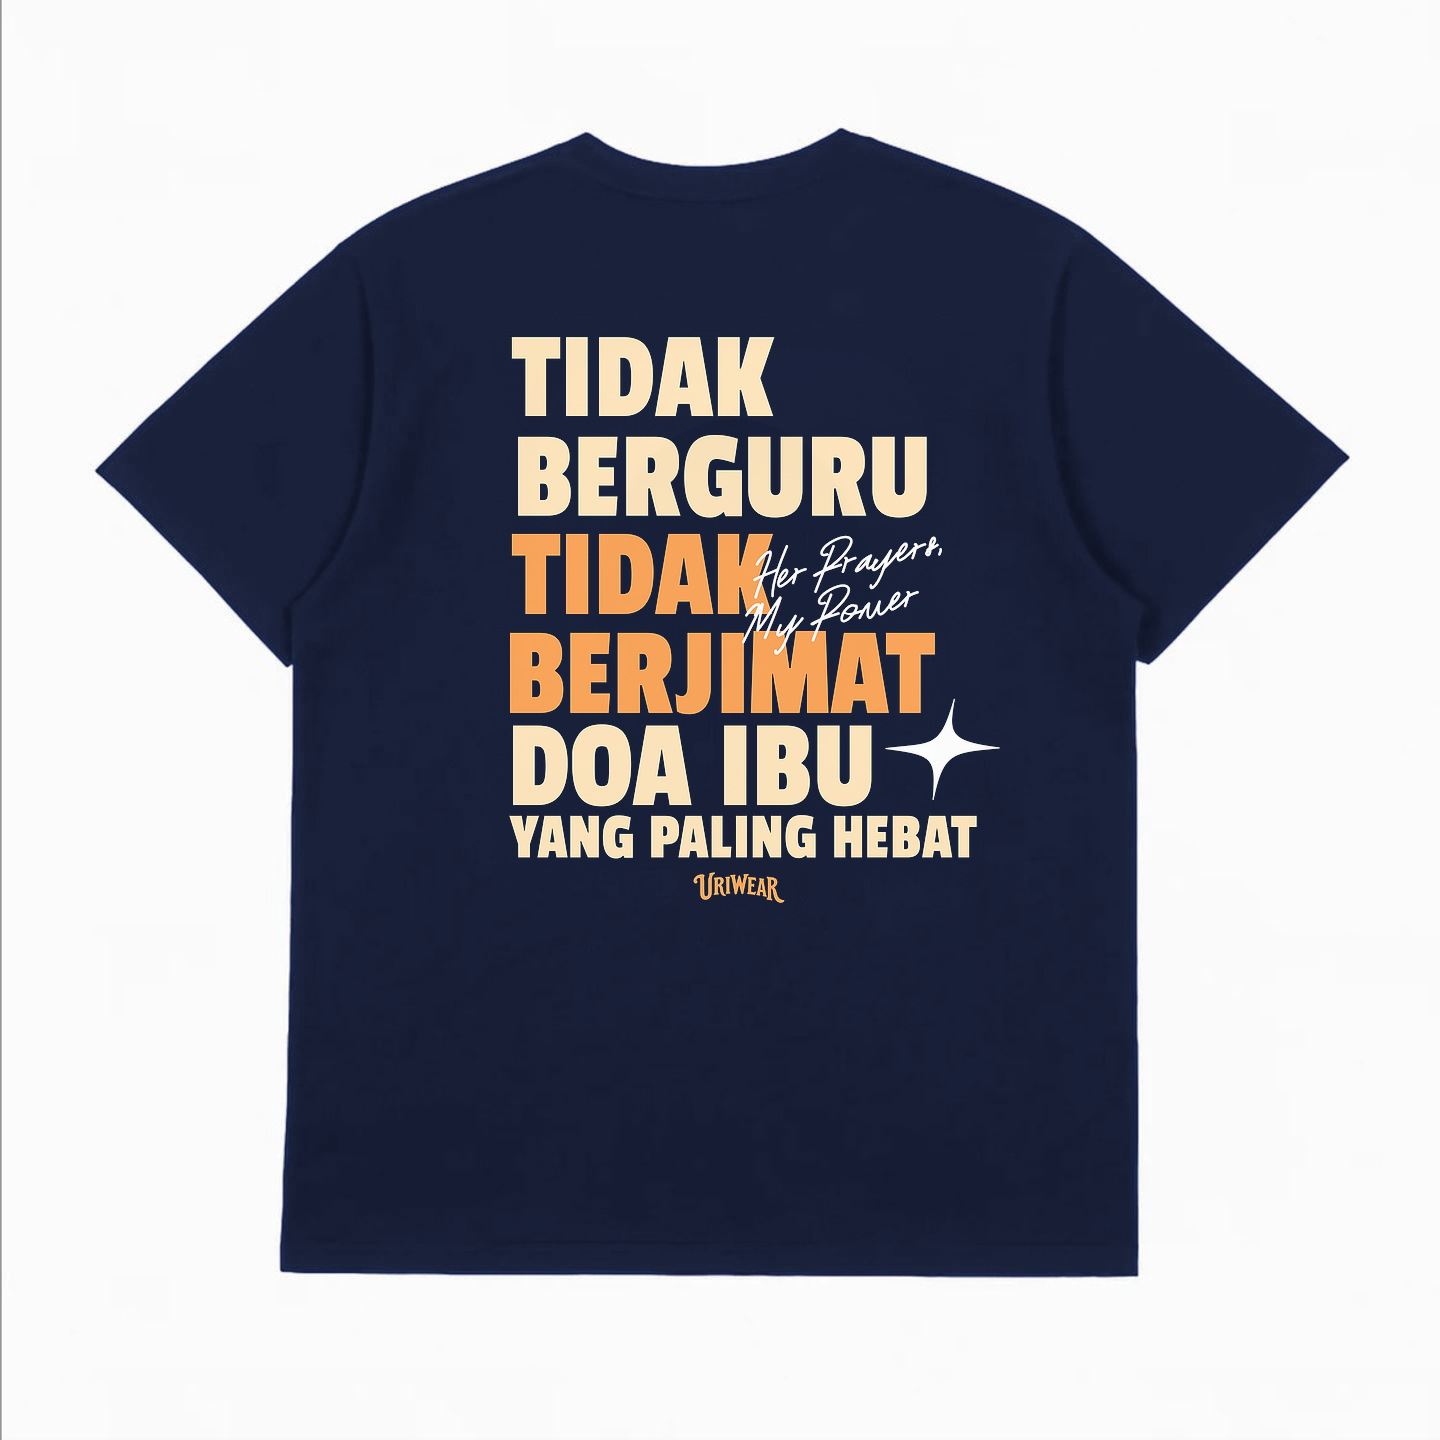 TIDAK
BERGURU
TIDAK
Her Prayers,
My Power
BERJIMAT
DOA IBU
YANG PALING HEBAT
URIWEAR